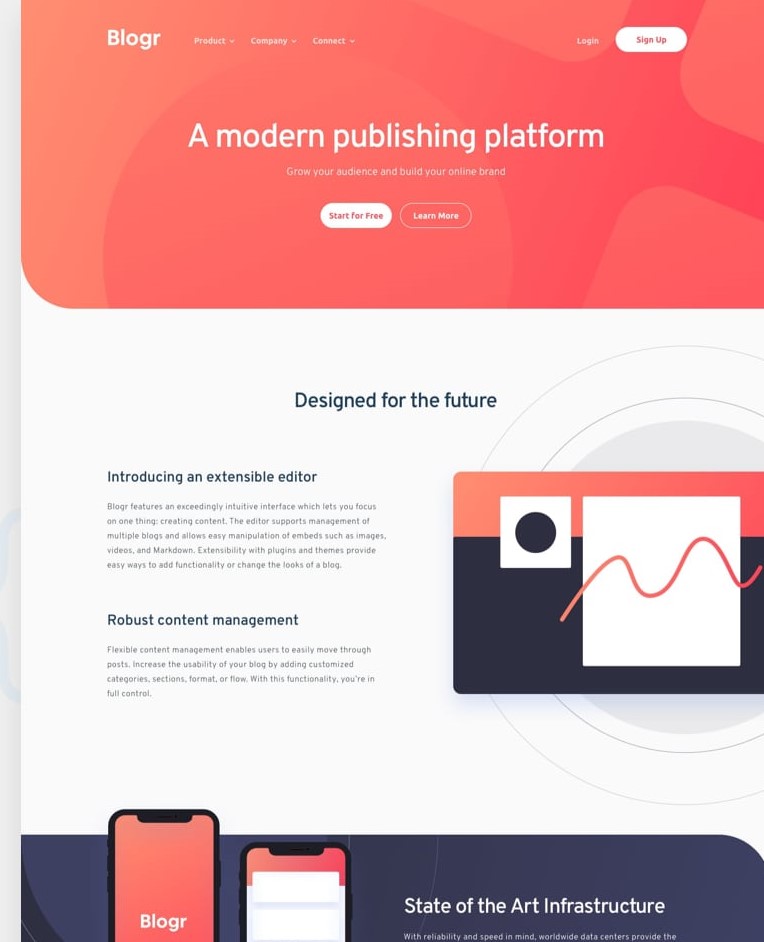 Blogr
Product
Company
Connect
Login
Sign Up
A modern publishing platform
Grow your audience and build your online brand
Start for Free
Learn More
Designed for the future
Introducing an extensible editor
Blogr features an exceedingly intuitive interface which lets you focus
on one thing: creating content. The editor supports management of
multiple blogs and allows easy manipulation of embeds such as images,
videos, and Markdown. Extensibility with plugins and themes provide
easy ways to add functionality or change the looks of a blog.
Robust content management
Flexible content management enables users to easily move through
posts. Increase the usability of your blog by adding customized
categories, sections, format, or flow. With this functionality, you're in
full control.
Blogr
State of the Art Infrastructure
With reliability and speed in mind, worldwide data centers provide the